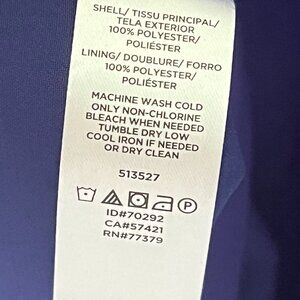 SHELL/ TISSU PRINCIPAL/
TELA EXTERIOR
100% POLYESTER/
POLIÉSTER
LINING/ DOUBLURE/ FORRO
100% POLYESTER/
POLIÉSTER
MACHINE WASH COLD
ONLY NON-CHLORINE
BLEACH WHEN NEEDED
TUMBLE DRY LOW
COOL IRON IF NEEDED
OR DRY CLEAN
513527
P
ID#70292
CA#57421
RN#77379